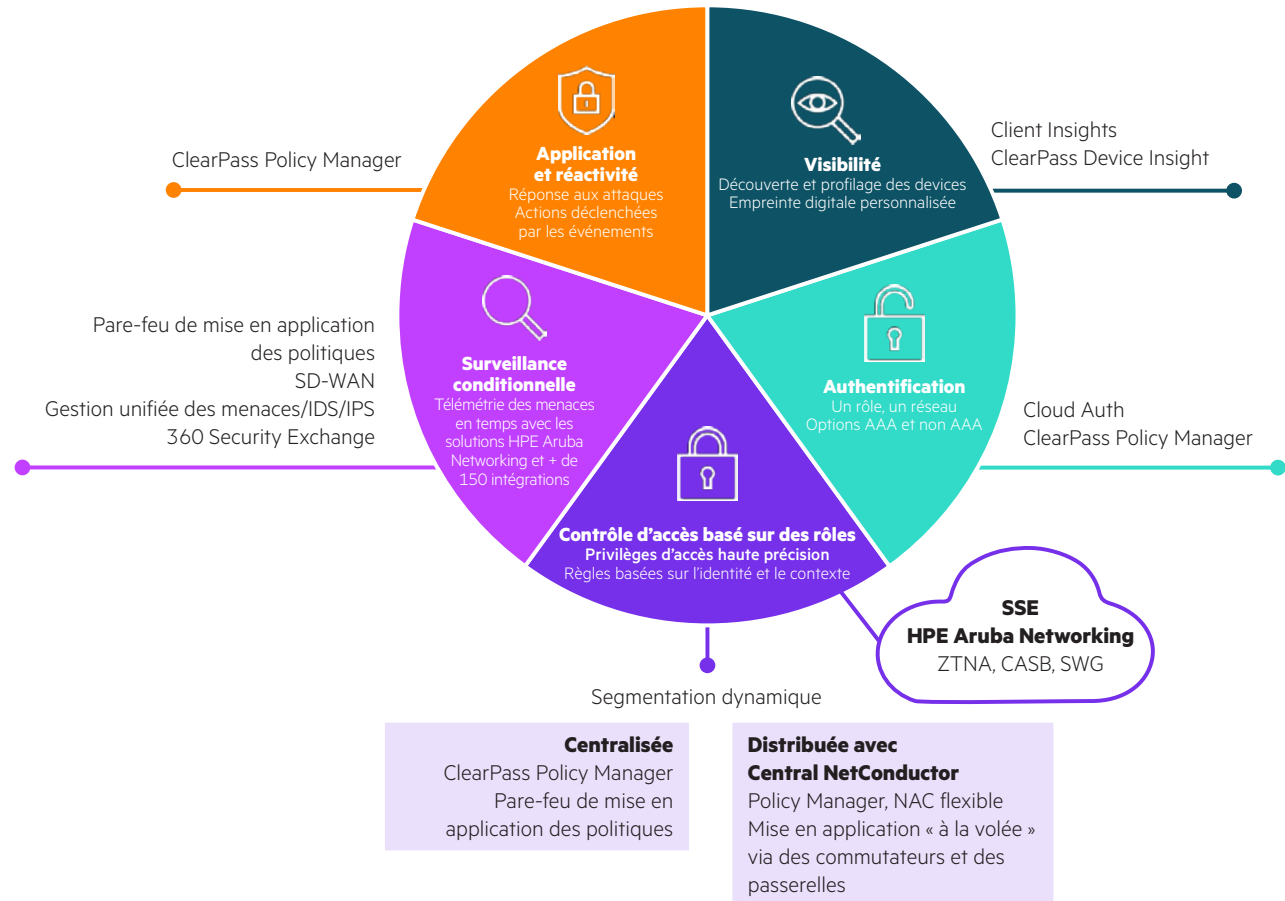 Application
et réactivité
Réponse aux attaques
Actions déclenchées
par les événements
ClearPass Policy Manager
Visibilité
Découverte et profilage des devices
Empreinte digitale personnalisée
Client Insights
ClearPass Device Insight
Surveillance
conditionnelle
Télémétrie des menaces
en temps avec les
solutions HPE Aruba
Networking et + de
150 intégrations
Pare-feu de mise en application
des politiques
SD-WAN
Gestion unifiée des menaces/IDS/IPS
360 Security Exchange
Authentification
Un rôle, un réseau
Options AAA et non AAA
Cloud Auth
ClearPass Policy Manager
Contrôle d’accès basé sur des rôles
Privilèges d’accès haute précision
Règles basées sur l’identité et le contexte
SSE
HPE Aruba Networking
ZTNA, CASB, SWG
Segmentation dynamique
Centralisée
ClearPass Policy Manager
Pare-feu de mise en
application des politiques
Distribuée avec
Central NetConductor
Policy Manager, NAC flexible
Mise en application « à la volée »
via des commutateurs et des
passerelles